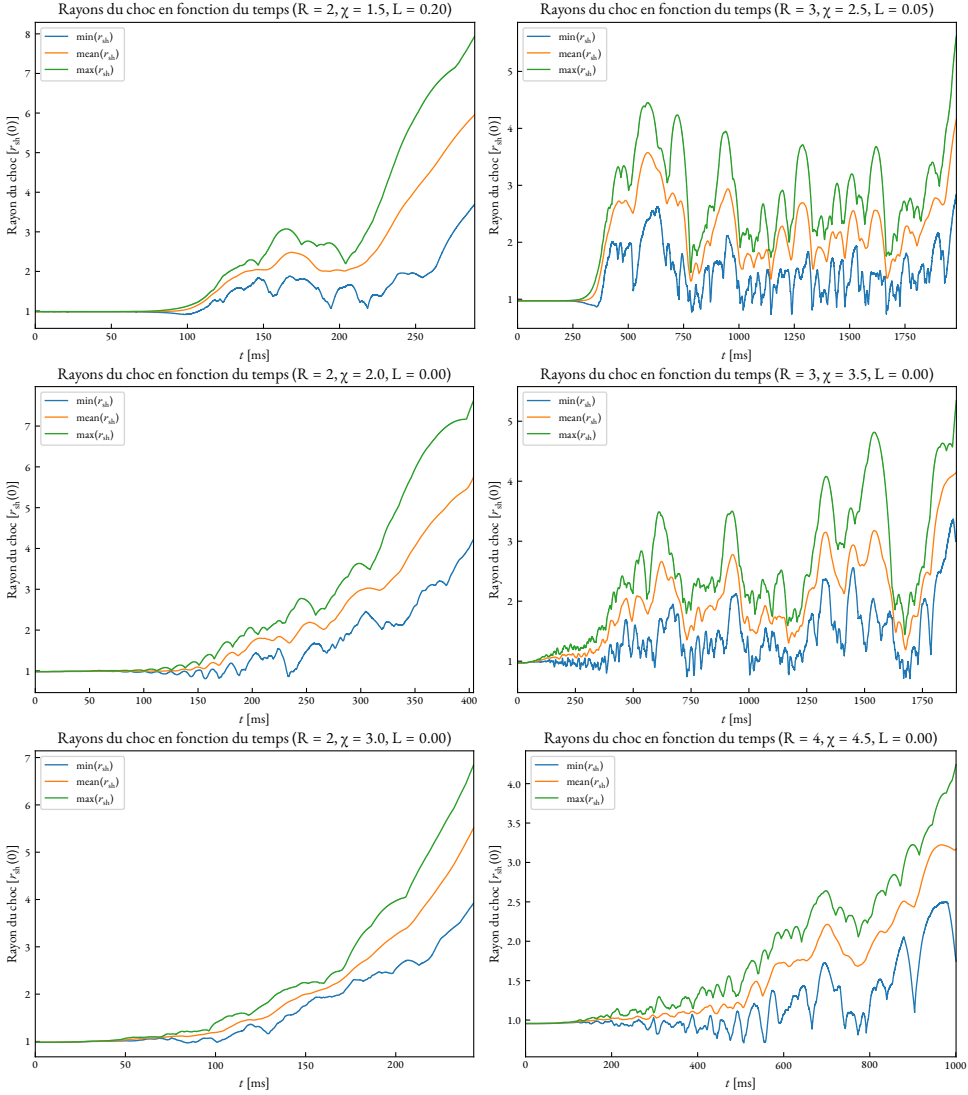 Rayons du choc en fonction du temps (R = 2, χ = 1.5, L = 0.20)
min(r_sh)
mean(r_sh)
max(r_sh)
Rayon du choc [r_sh(0)]
8
7
6
5
4
3
2
1
0 50 100 150 200 250
t [ms]
Rayons du choc en fonction du temps (R = 3, χ = 2.5, L = 0.05)
min(r_sh)
mean(r_sh)
max(r_sh)
Rayon du choc [r_sh(0)]
5
4
3
2
1
0 250 500 750 1000 1250 1500 1750
t [ms]
Rayons du choc en fonction du temps (R = 2, χ = 2.0, L = 0.00)
min(r_sh)
mean(r_sh)
max(r_sh)
Rayon du choc [r_sh(0)]
7
6
5
4
3
2
1
0 50 100 150 200 250 300 350 400
t [ms]
Rayons du choc en fonction du temps (R = 3, χ = 3.5, L = 0.00)
min(r_sh)
mean(r_sh)
max(r_sh)
Rayon du choc [r_sh(0)]
5
4
3
2
1
0 250 500 750 1000 1250 1500 1750
t [ms]
Rayons du choc en fonction du temps (R = 2, χ = 3.0, L = 0.00)
min(r_sh)
mean(r_sh)
max(r_sh)
Rayon du choc [r_sh(0)]
7
6
5
4
3
2
1
0 50 100 150 200
t [ms]
Rayons du choc en fonction du temps (R = 4, χ = 4.5, L = 0.00)
min(r_sh)
mean(r_sh)
max(r_sh)
Rayon du choc [r_sh(0)]
4.0
3.5
3.0
2.5
2.0
1.5
1.0
0 200 400 600 800 1000
t [ms]